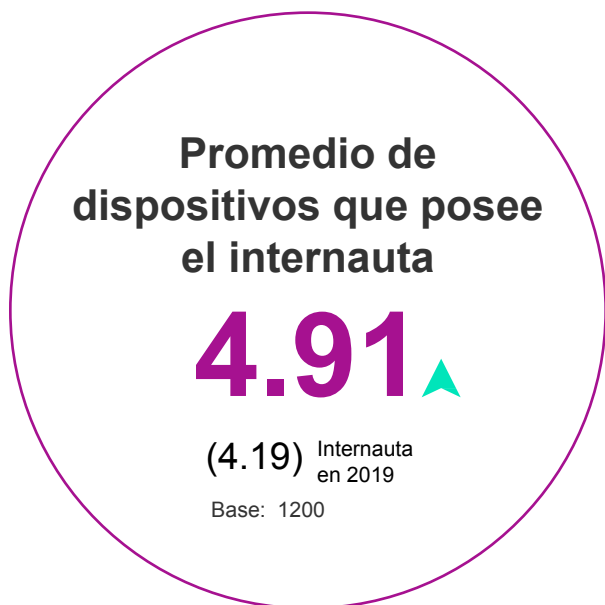 Promedio de
dispositivos que posee
el internauta
4.91
(4.19) Internauta
en 2019
Base: 1200